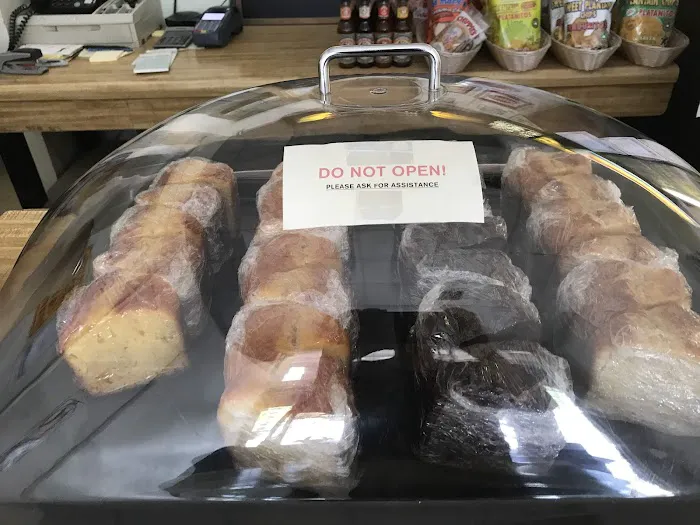 DO NOT OPEN!
PLEASE ASK FOR ASSISTANCE